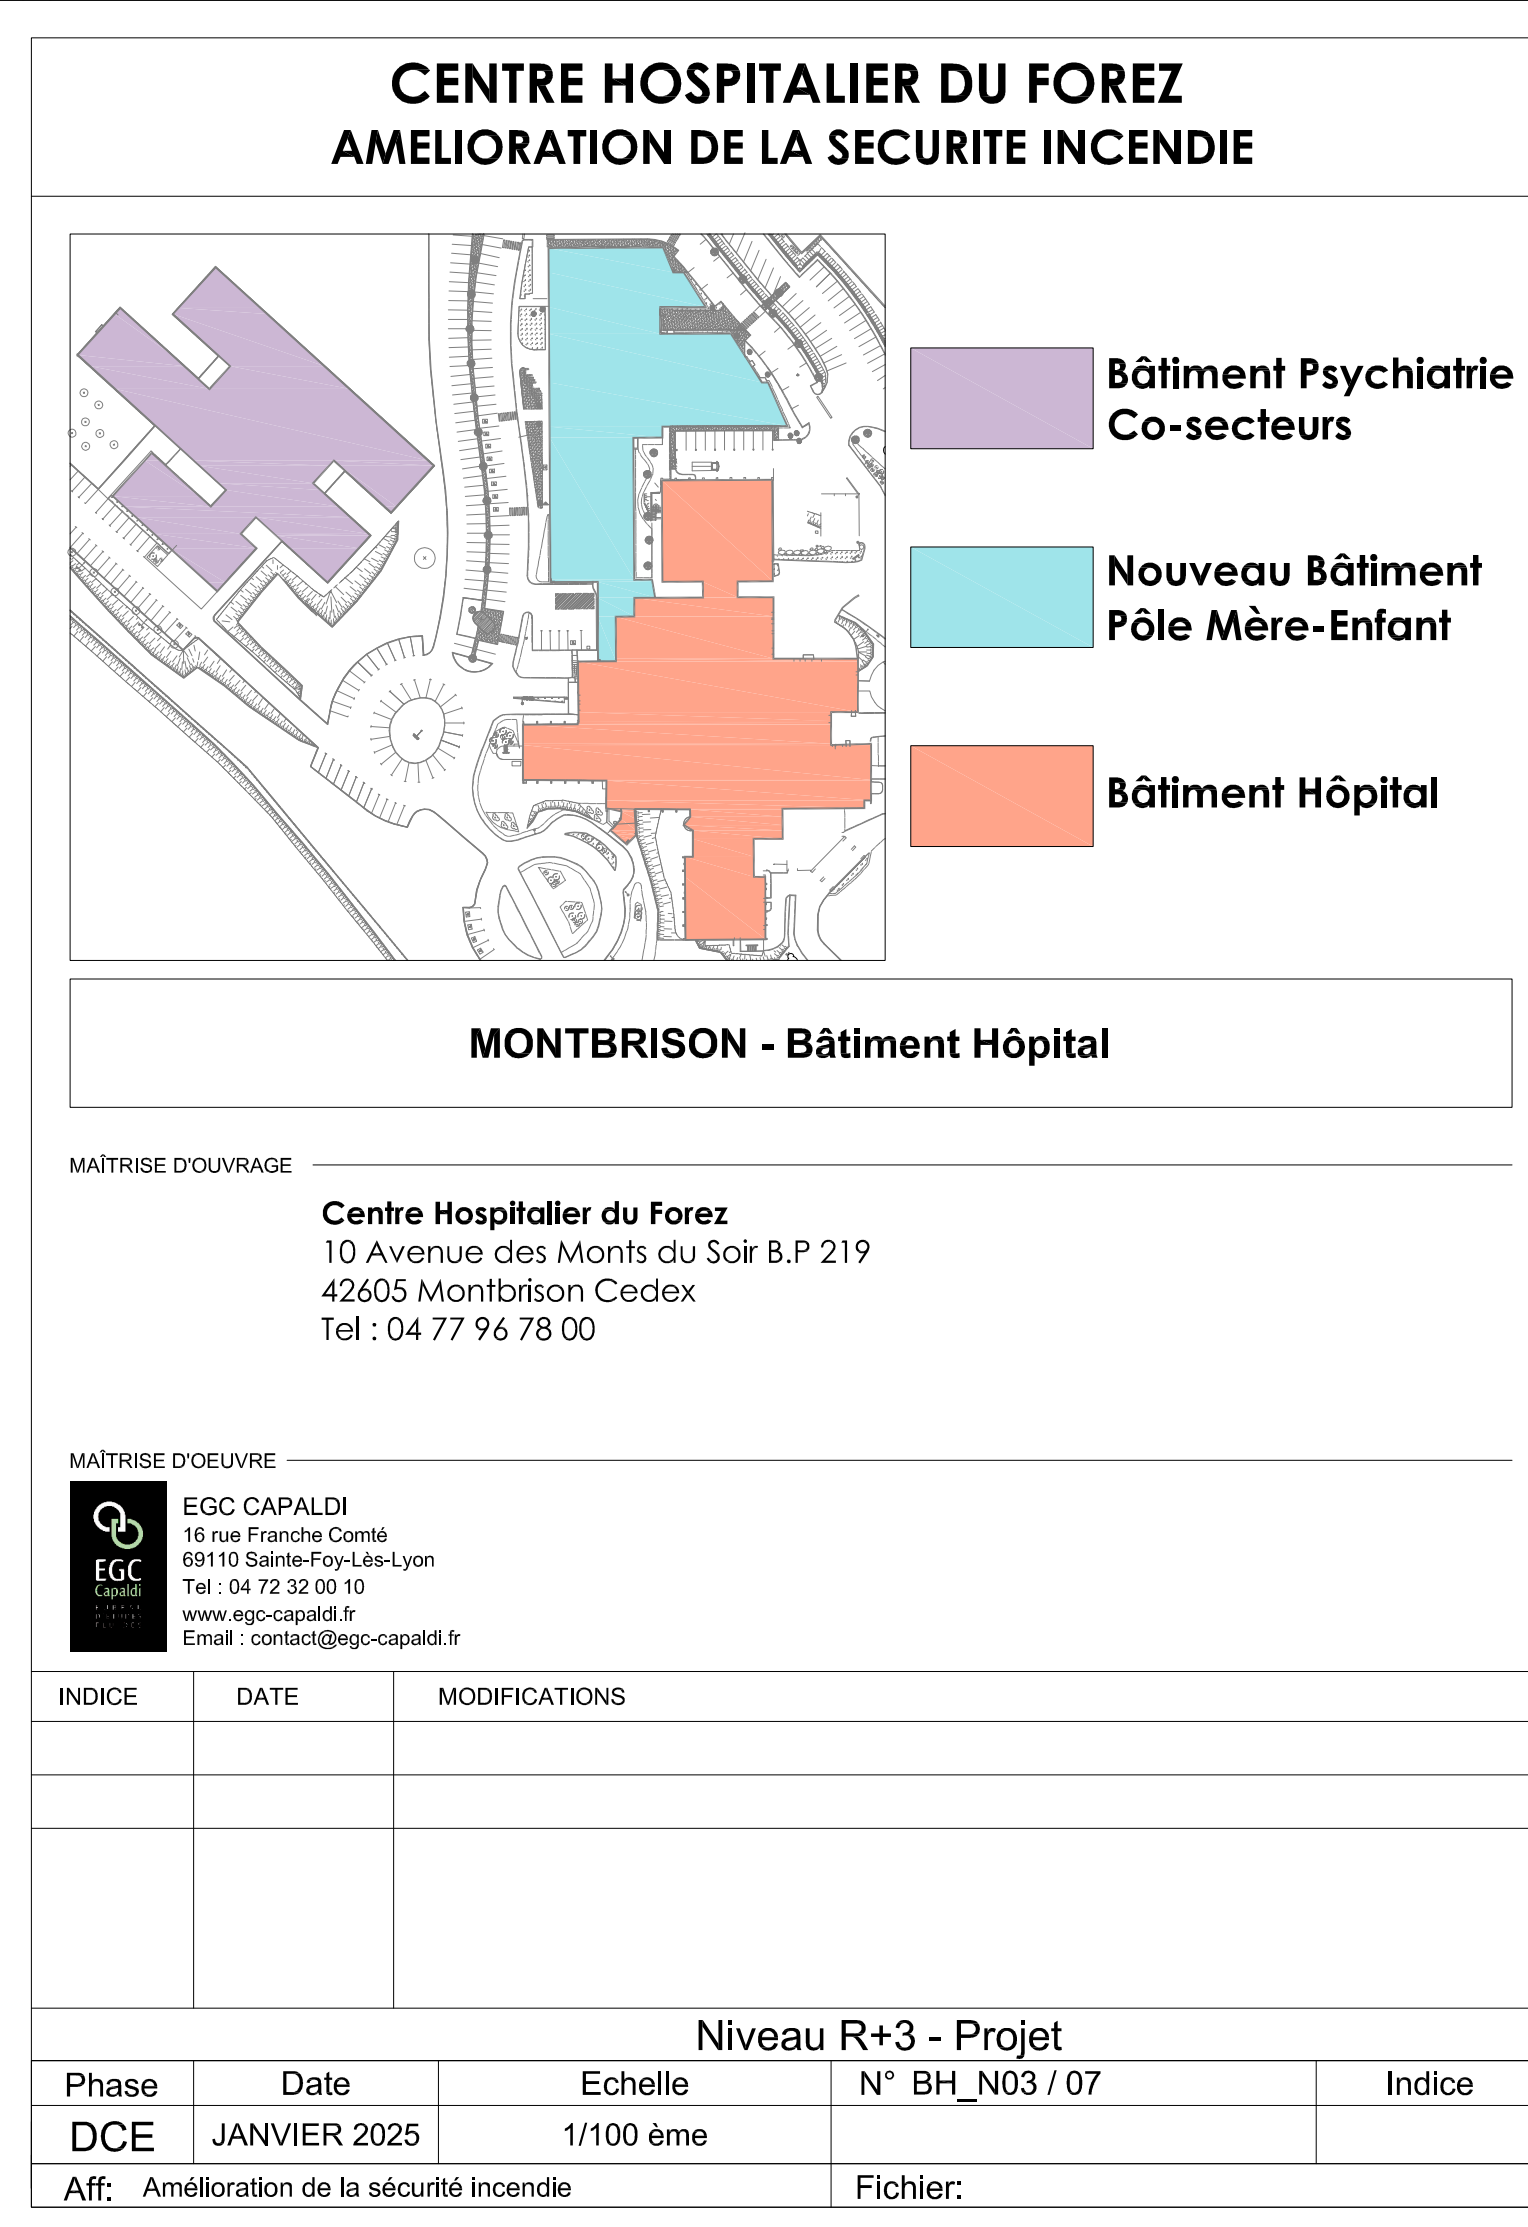 CENTRE HOSPITALIER DU FOREZ
AMELIORATION DE LA SECURITE INCENDIE
Bâtiment Psychiatrie
Co-secteurs
Nouveau Bâtiment
Pôle Mère-Enfant
Bâtiment Hôpital
MONTBRISON - Bâtiment Hôpital
MAÎTRISE D'OUVRAGE
Centre Hospitalier du Forez
10 Avenue des Monts du Soir B.P 219
42605 Montbrison Cedex
Tel : 04 77 96 78 00
MAÎTRISE D'OEUVRE
EGC
Capaldi
EGC CAPALDI
16 rue Franche Comté
69110 Sainte-Foy-Lès-Lyon
Tel : 04 72 32 00 10
www.egc-capaldi.fr
Email : contact@egc-capaldi.fr
INDICE DATE MODIFICATIONS
Niveau R+3 - Projet
Phase Date Echelle N° BH_N03 / 07 Indice
DCE JANVIER 2025 1/100 ème
Aff: Amélioration de la sécurité incendie Fichier: